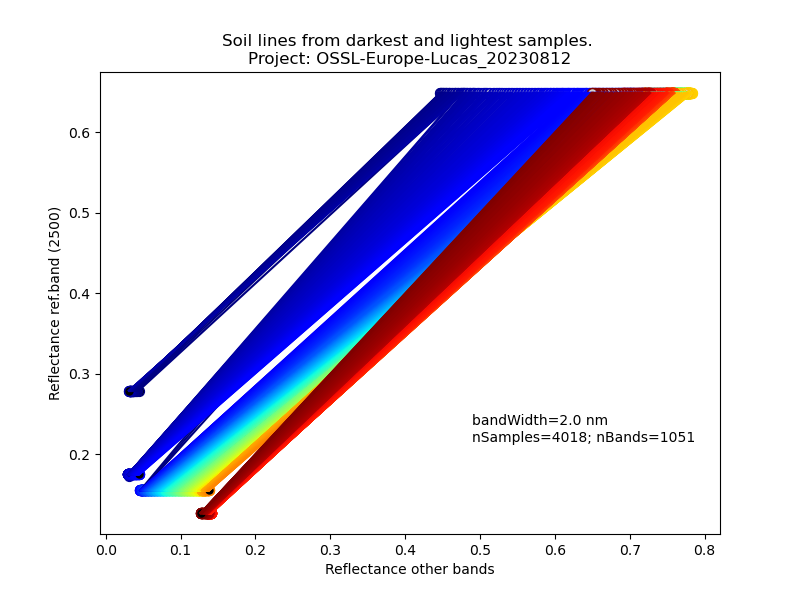 Soil lines from darkest and lightest samples.
Project: OSSL-Europe-Lucas_20230812
Reflectance ref.band (2500)
0.6
0.5
0.4
0.3
0.2
bandWidth=2.0 nm
nSamples=4018; nBands=1051
0.0 0.1 0.2 0.3 0.4 0.5 0.6 0.7 0.8
Reflectance other bands